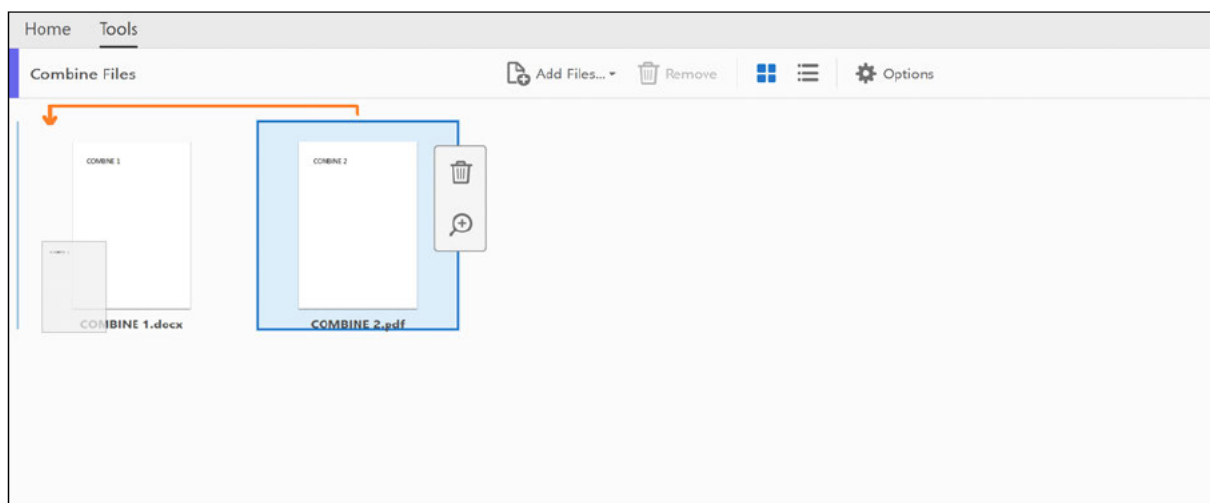 Home Tools
Combine Files Add Files... Remove Options
COMBINE 1 COMBINE 2
COMBINE 1.docx COMBINE 2.pdf